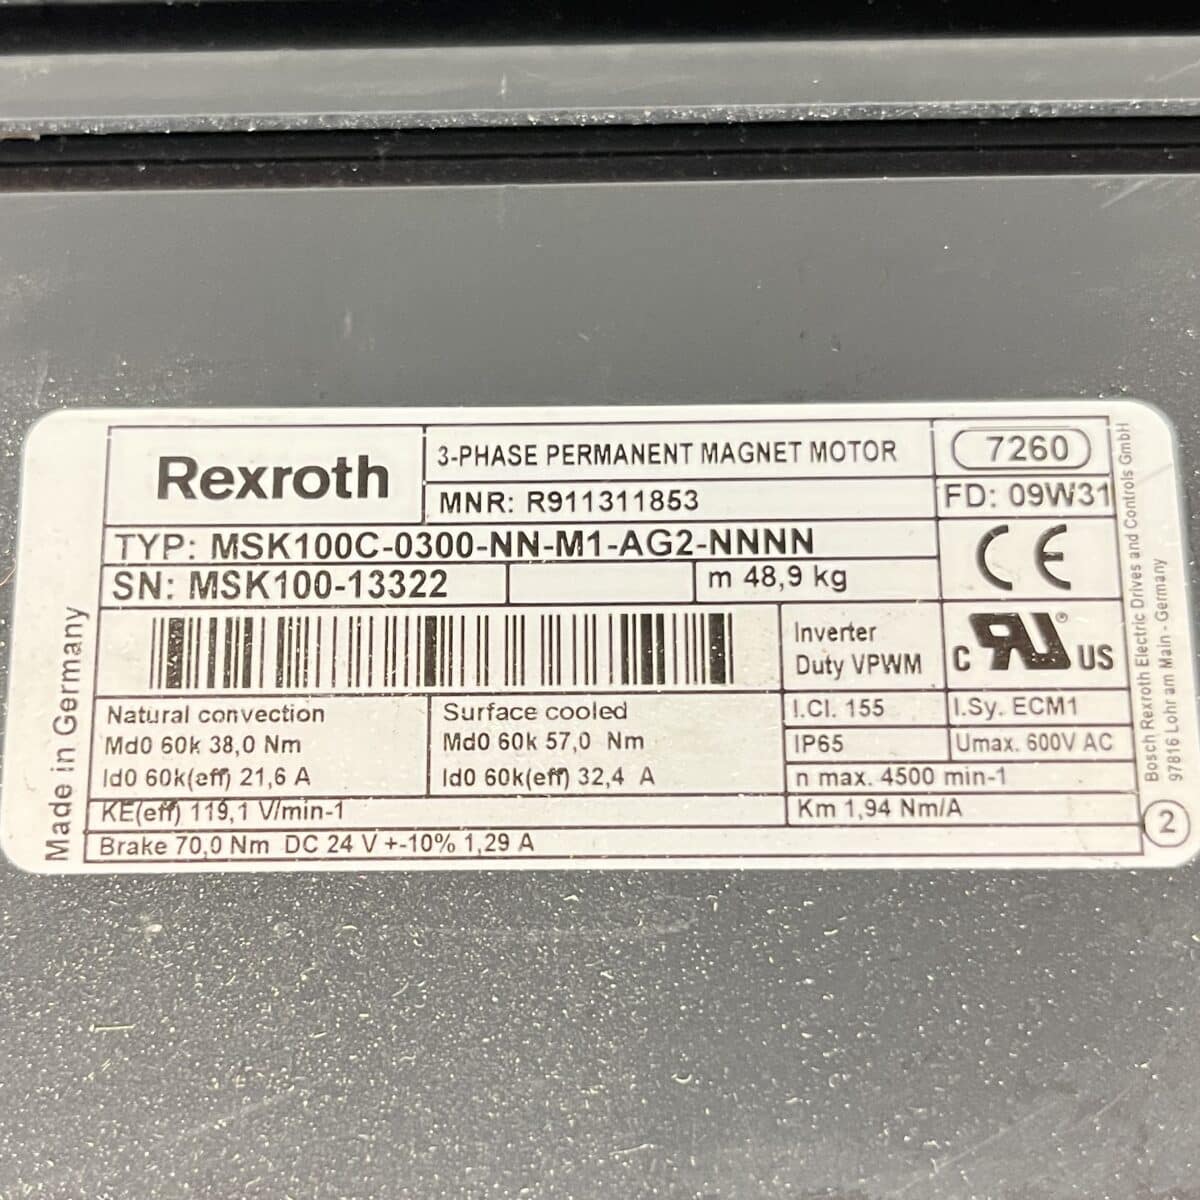 Rexroth
3-PHASE PERMANENT MAGNET MOTOR
7260
MNR: R911311853
FD: 09W31
TYP: MSK100C-0300-NN-M1-AG2-NNNN
CE
SN: MSK100-13322
m 48,9 kg
Inverter
Duty VPWM
C RU® US
Natural convection
Md0 60k 38,0 Nm
Id0 60k(eff) 21,6 A
Surface cooled
Md0 60k 57,0 Nm
Id0 60k(eff) 32,4 A
I.Cl. 155
I.Sy. ECM1
IP65
Umax. 600V AC
n max. 4500 min-1
KE(eff) 119,1 V/min-1
Km 1,94 Nm/A
Brake 70,0 Nm DC 24 V +-10% 1,29 A
Made in Germany
Bosch Rexroth Electric Drives and Controls GmbH
97816 Lohr am Main - Germany
2